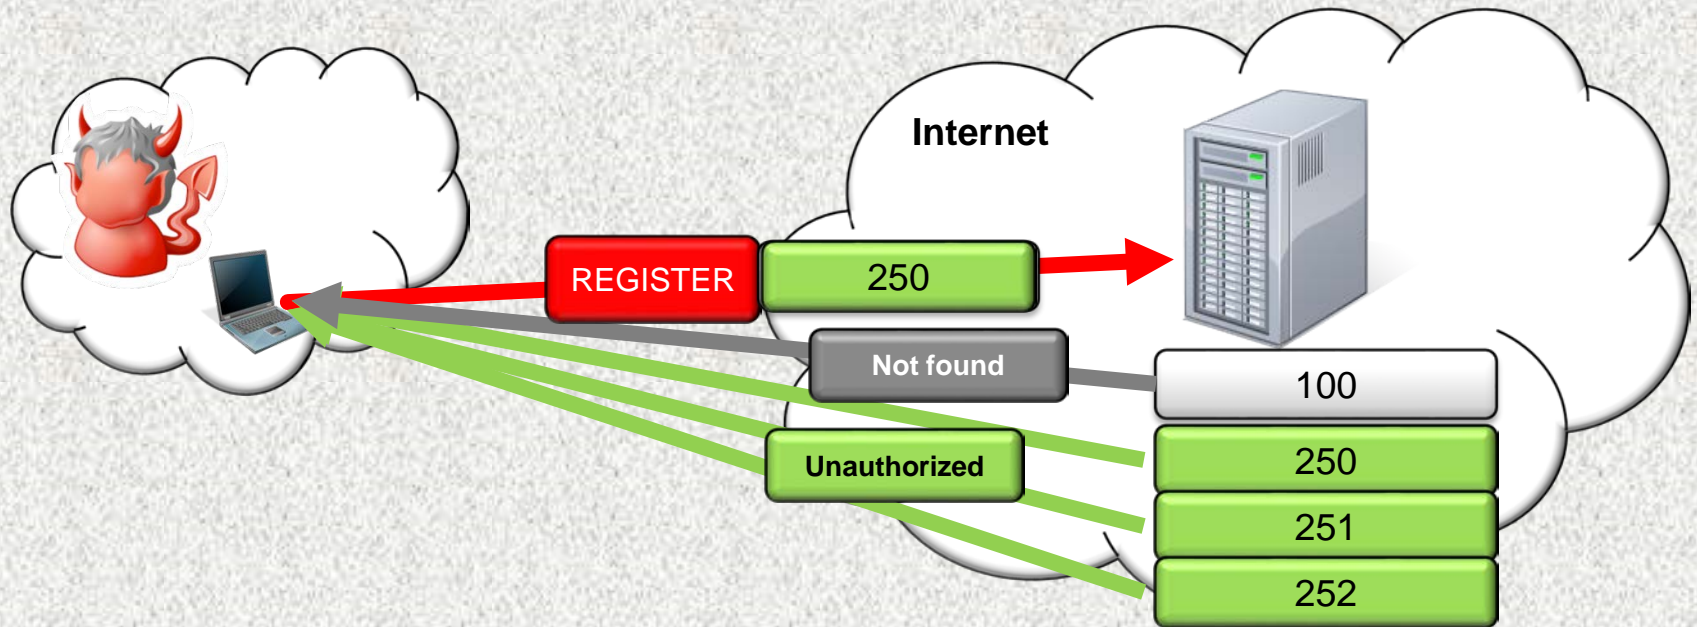 Internet
REGISTER
250
Not found
100
Unauthorized
250
251
252